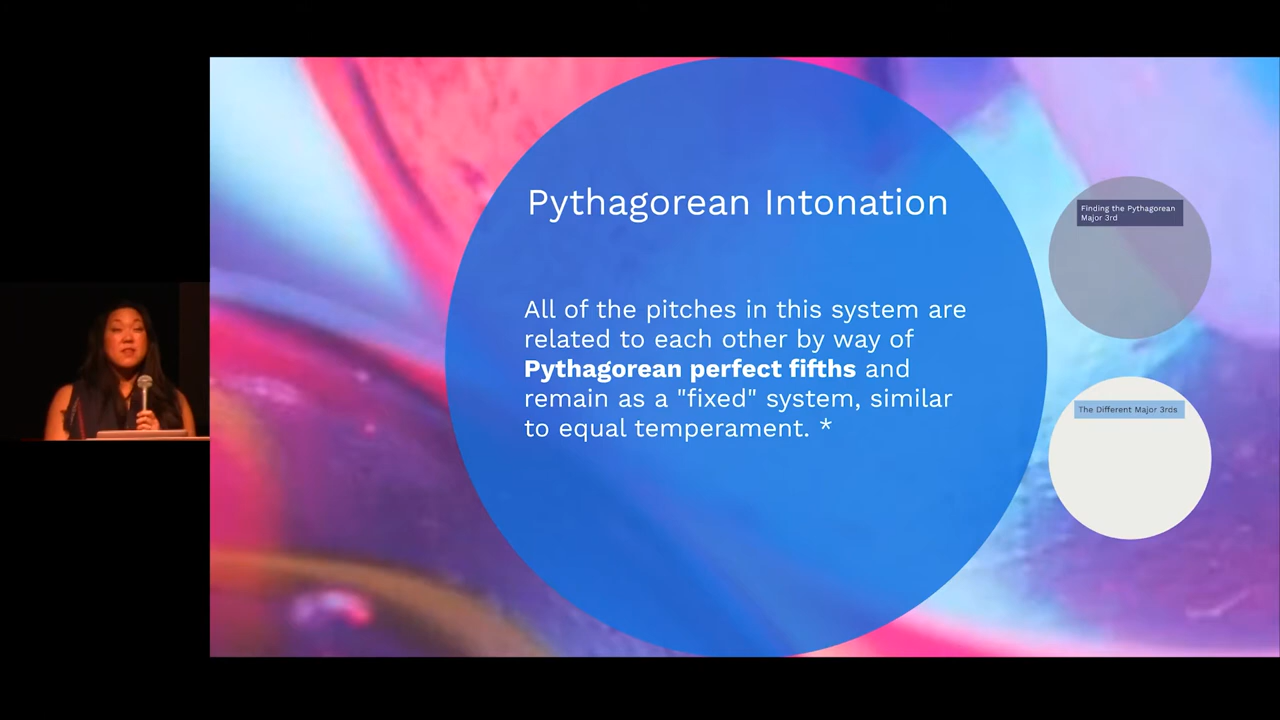 Pythagorean Intonation
All of the pitches in this system are
related to each other by way of
Pythagorean perfect fifths and
remain as a "fixed" system, similar
to equal temperament. *
Finding the Pythagorean
Major 3rd
The Different Major 3rds